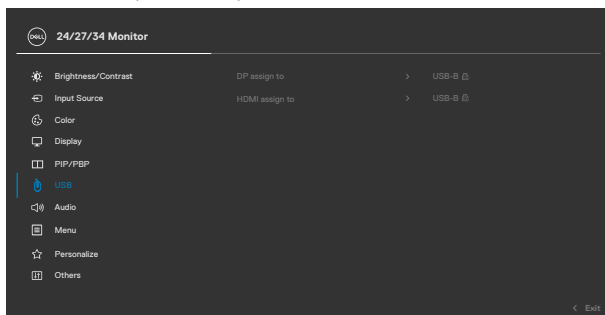 DELL 24/27/34 Monitor
Brightness/Contrast DP assign to > USB-B
Input Source HDMI assign to > USB-B
Color
Display
PIP/PBP
USB
Audio
Menu
Personalize
Others
< Exit